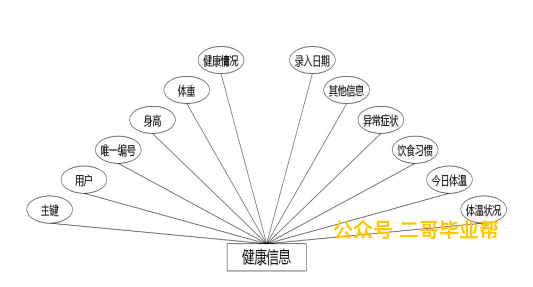 健康情况
录入日期
体重
其他信息
身高
异常症状
唯一编号
饮食习惯
用户
今日体温
主键
体温状况
公众号 二哥毕业帮
健康信息